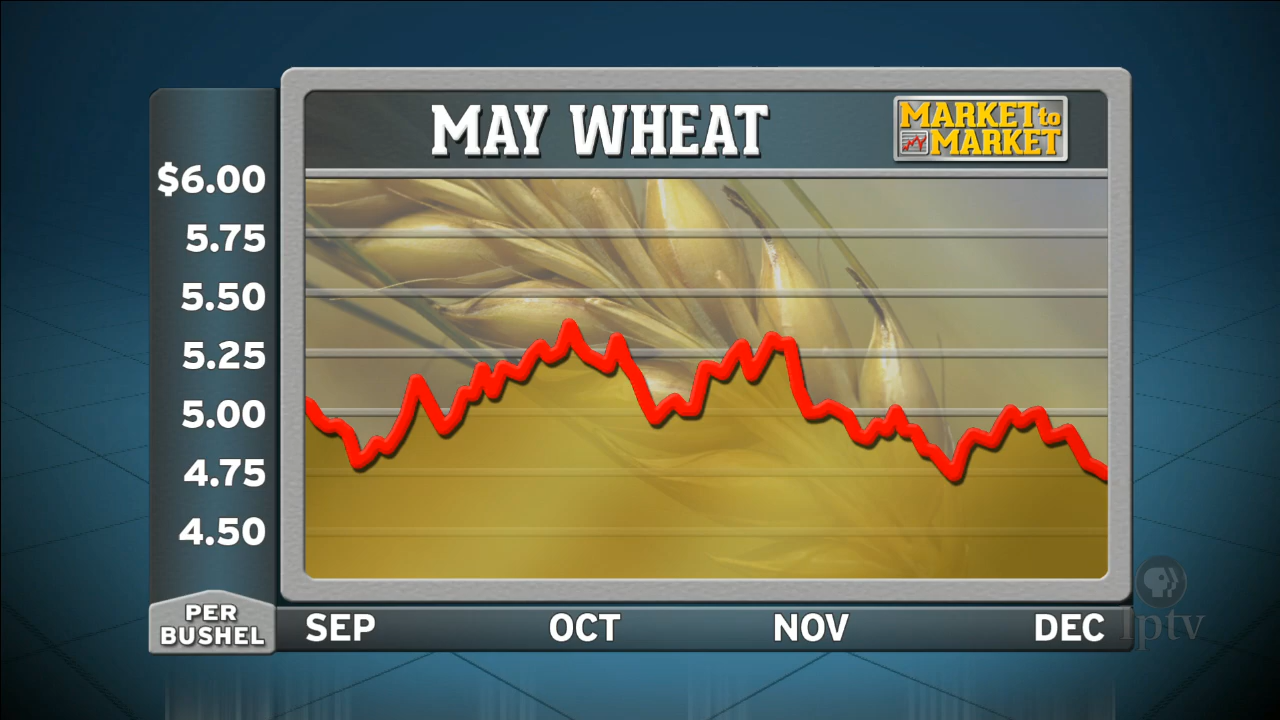 MAY WHEAT
MARKET to
MARKET
$6.00
5.75
5.50
5.25
5.00
4.75
4.50
PER
BUSHEL
SEP OCT NOV DEC
Iptv